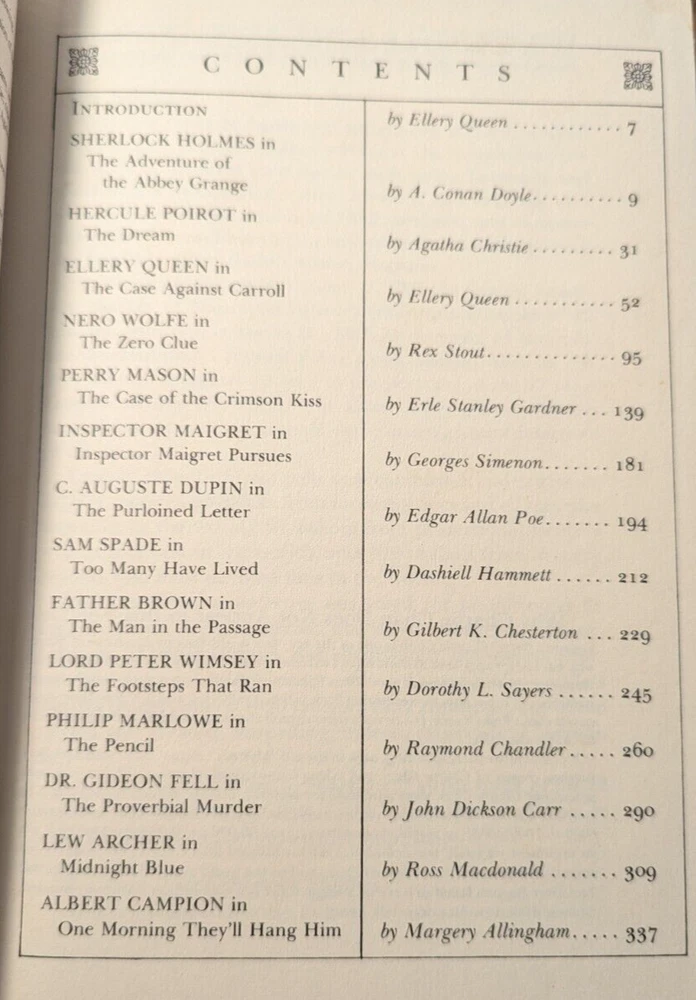 CONTENTS
INTRODUCTION by Ellery Queen ............ 7
SHERLOCK HOLMES in
The Adventure of
the Abbey Grange by A. Conan Doyle.......... 9
HERCULE POIROT in
The Dream by Agatha Christie ......... 31
ELLERY QUEEN in
The Case Against Carroll by Ellery Queen ........... 52
NERO WOLFE in
The Zero Clue by Rex Stout.............. 95
PERRY MASON in
The Case of the Crimson Kiss by Erle Stanley Gardner ... 139
INSPECTOR MAIGRET in
Inspector Maigret Pursues by Georges Simenon....... 181
C. AUGUSTE DUPIN in
The Purloined Letter by Edgar Allan Poe....... 194
SAM SPADE in
Too Many Have Lived by Dashiell Hammett ...... 212
FATHER BROWN in
The Man in the Passage by Gilbert K. Chesterton ... 229
LORD PETER WIMSEY in
The Footsteps That Ran by Dorothy L. Sayers ...... 245
PHILIP MARLOWE in
The Pencil by Raymond Chandler..... 260
DR. GIDEON FELL in
The Proverbial Murder by John Dickson Carr ..... 290
LEW ARCHER in
Midnight Blue by Ross Macdonald ....... 309
ALBERT CAMPION in
One Morning They'll Hang Him by Margery Allingham..... 337